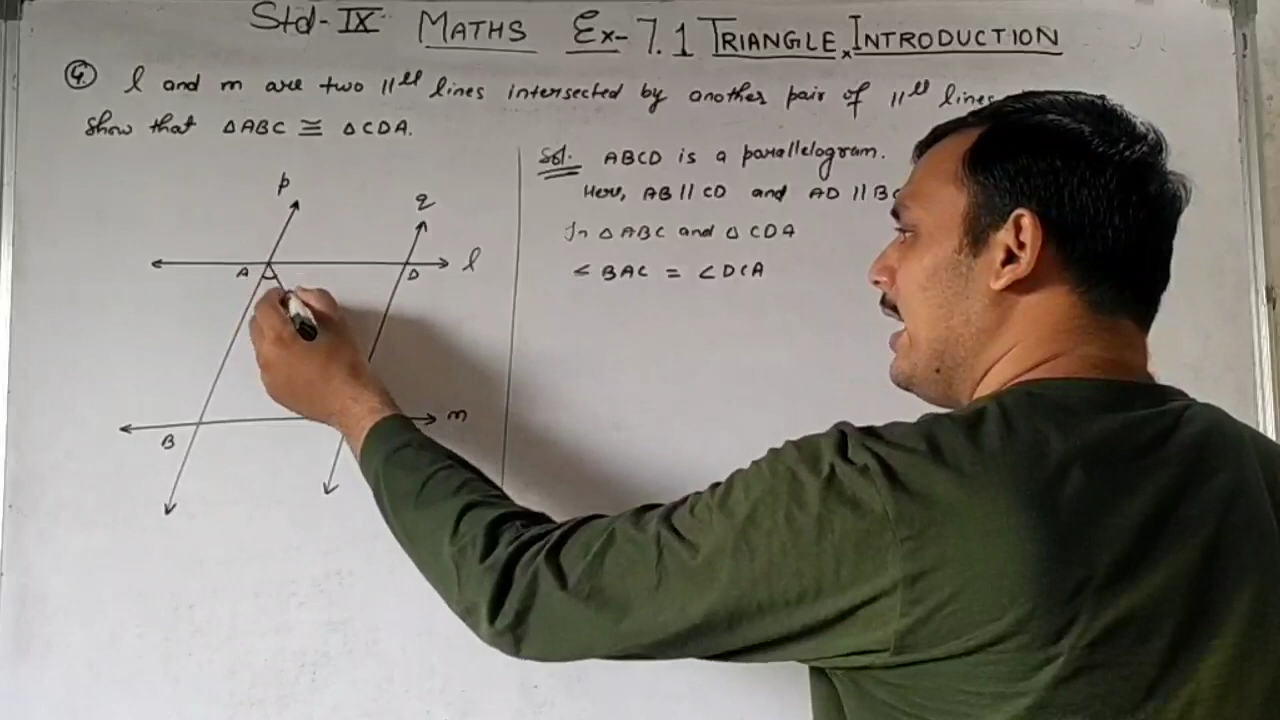 Std-IX MATHS Ex-7.1 TRIANGLE, INTRODUCTION
4. l and m are two ||ell lines intersected by another pair of ||ell lines
Show that △ABC ≅ △CDA.
Sol. ABCD is a parallelogram.
Here, AB || CD and AD || BC
In △ABC and △CDA
∠BAC = ∠DCA
p
q
A
D
l
B
m